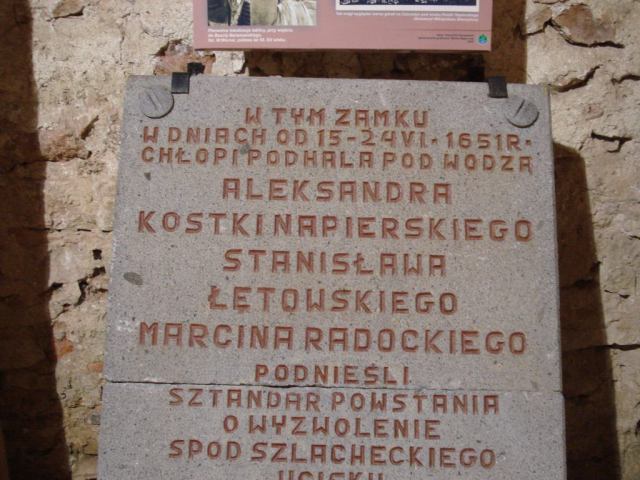 W TYM ZAMKU
W DNIACH OD 15-24 VI. 1651 R.
CHŁOPI PODHALA POD WODZĄ
ALEKSANDRA
KOSTKI NAPIERSKIEGO
STANISŁAWA
ŁĘTOWSKIEGO
MARCINA RADOCKIEGO
PODNIEŚLI
SZTANDAR POWSTANIA
O WYZWOLENIE
SPOD SZLACHECKIEGO
UCISKU